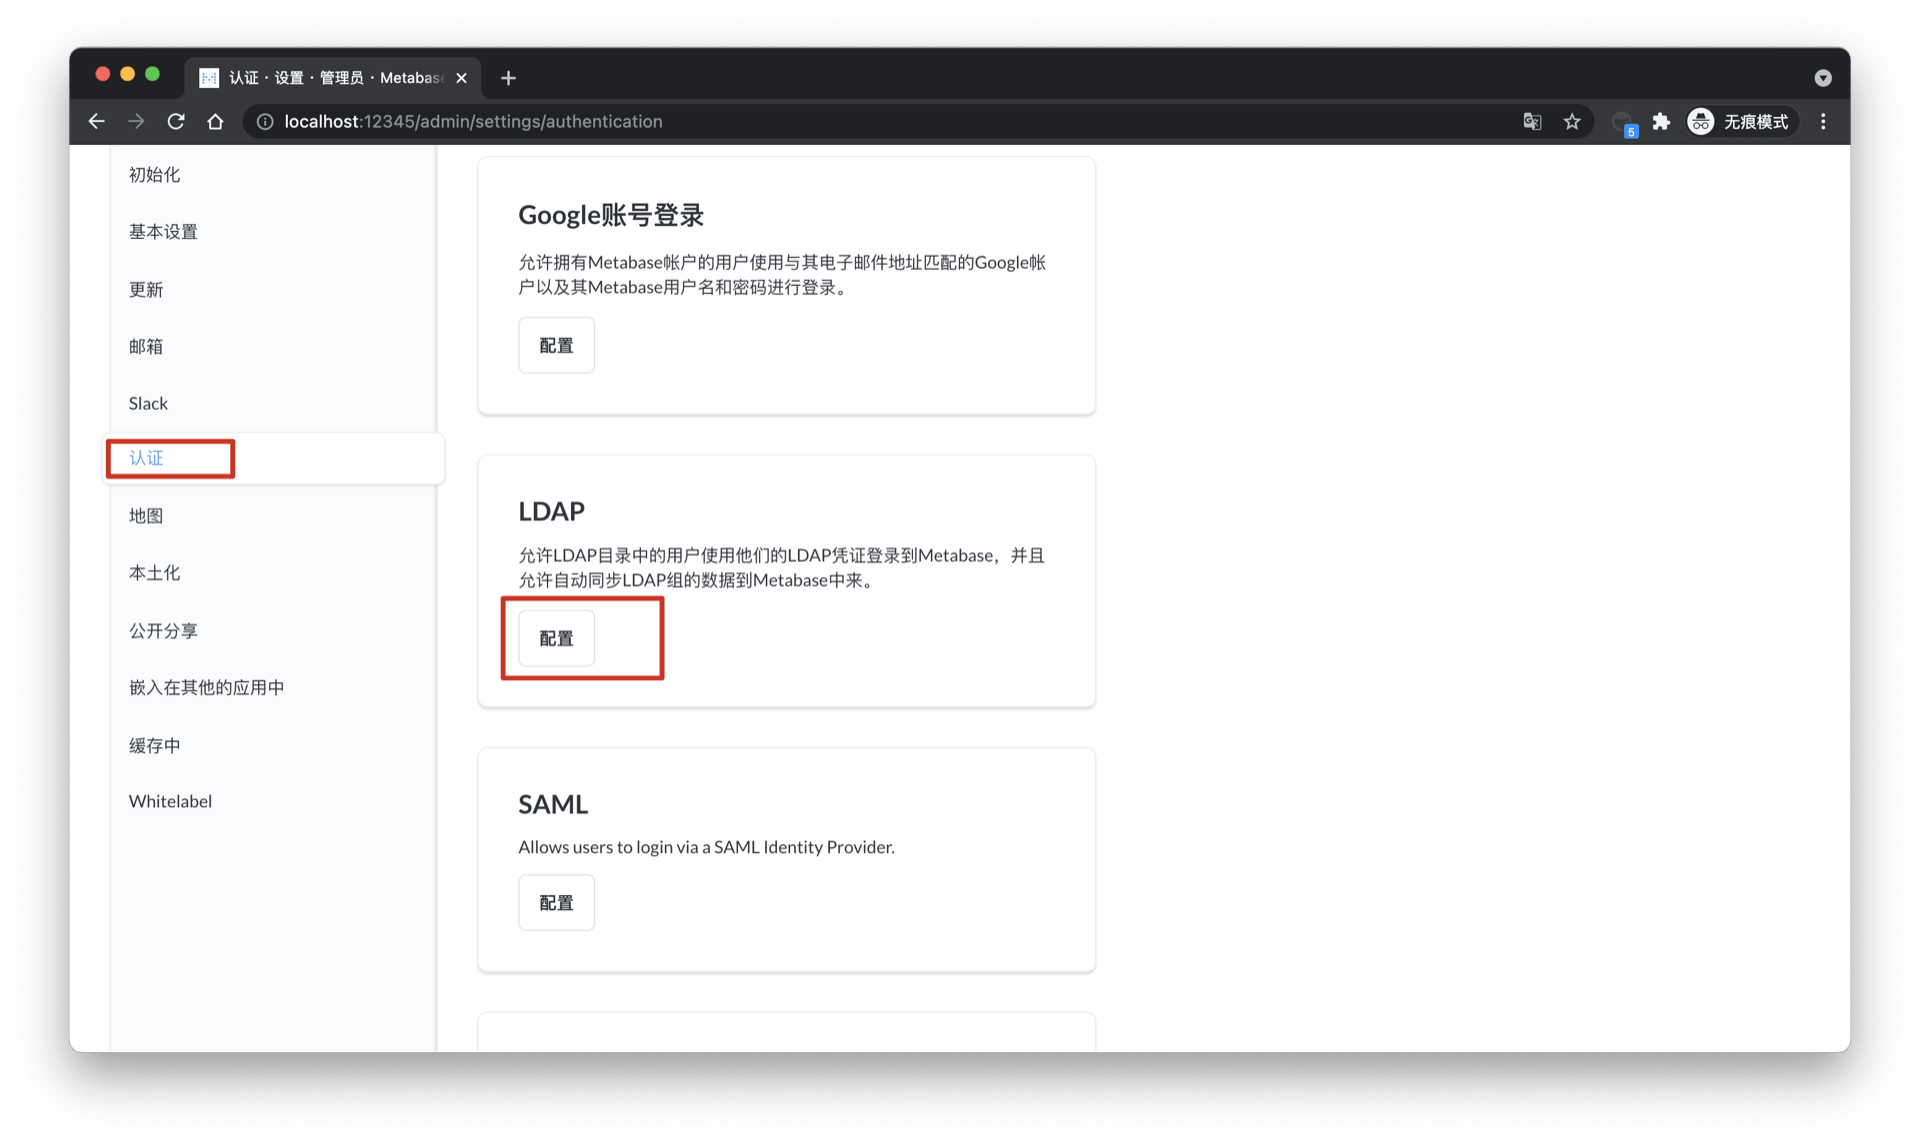 认证 · 设置 · 管理员 · Metabase
localhost:12345/admin/settings/authentication
5
无痕模式
初始化
基本设置
更新
邮箱
Slack
认证
地图
本土化
公开分享
嵌入在其他的应用中
缓存中
Whitelabel
Google账号登录
允许拥有Metabase帐户的用户使用与其电子邮件地址匹配的Google帐
户以及其Metabase用户名和密码进行登录。
配置
LDAP
允许LDAP目录中的用户使用他们的LDAP凭证登录到Metabase，并且
允许自动同步LDAP组的数据到Metabase中来。
配置
SAML
Allows users to login via a SAML Identity Provider.
配置